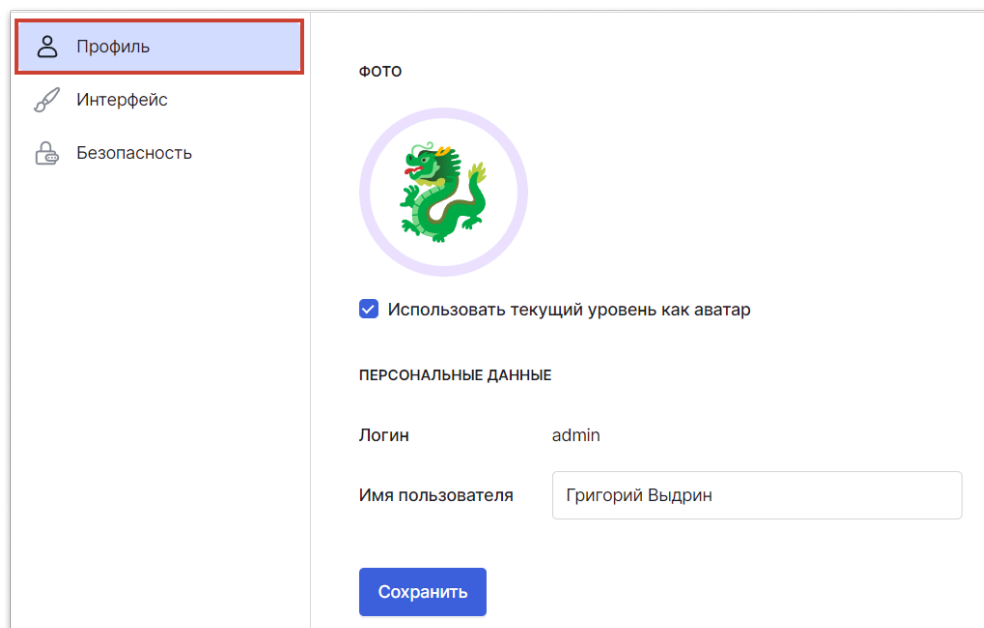 Профиль
Интерфейс
Безопасность
ФОТО
Использовать текущий уровень как аватар
ПЕРСОНАЛЬНЫЕ ДАННЫЕ
Логин admin
Имя пользователя Григорий Выдрин
Сохранить